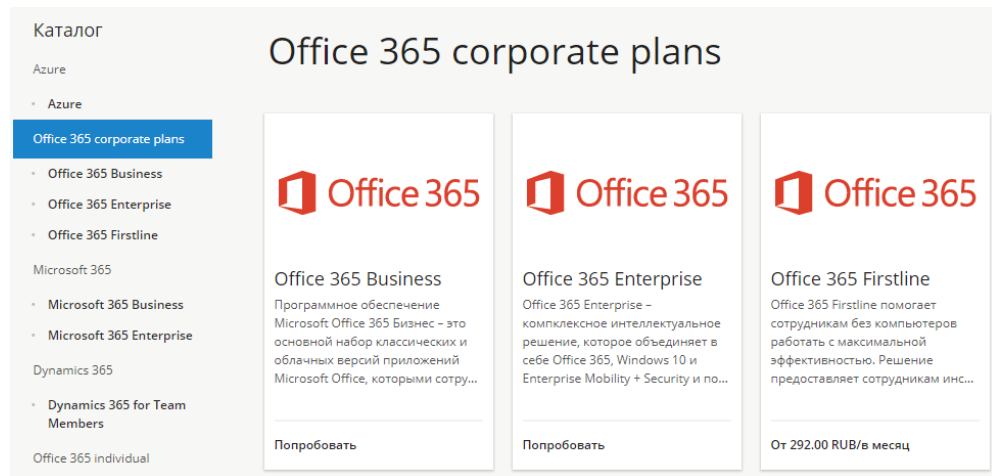 Каталог
Azure
Azure
Office 365 corporate plans
Office 365 Business
Office 365 Enterprise
Office 365 Firstline
Microsoft 365
Microsoft 365 Business
Microsoft 365 Enterprise
Dynamics 365
Dynamics 365 for Team
Members
Office 365 individual
Office 365 corporate plans
Office 365
Office 365 Business
Программное обеспечение
Microsoft Office 365 Бизнес – это
основной набор классических и
облачных версий приложений
Microsoft Office, которыми сотру...
Попробовать
Office 365
Office 365 Enterprise
Office 365 Enterprise –
комплексное интеллектуальное
решение, которое объединяет в
себе Office 365, Windows 10 и
Enterprise Mobility + Security и по...
Попробовать
Office 365
Office 365 Firstline
Office 365 Firstline помогает
сотрудникам без компьютеров
работать с максимальной
эффективностью. Решение
предоставляет сотрудникам инс...
От 292.00 RUB/в месяц